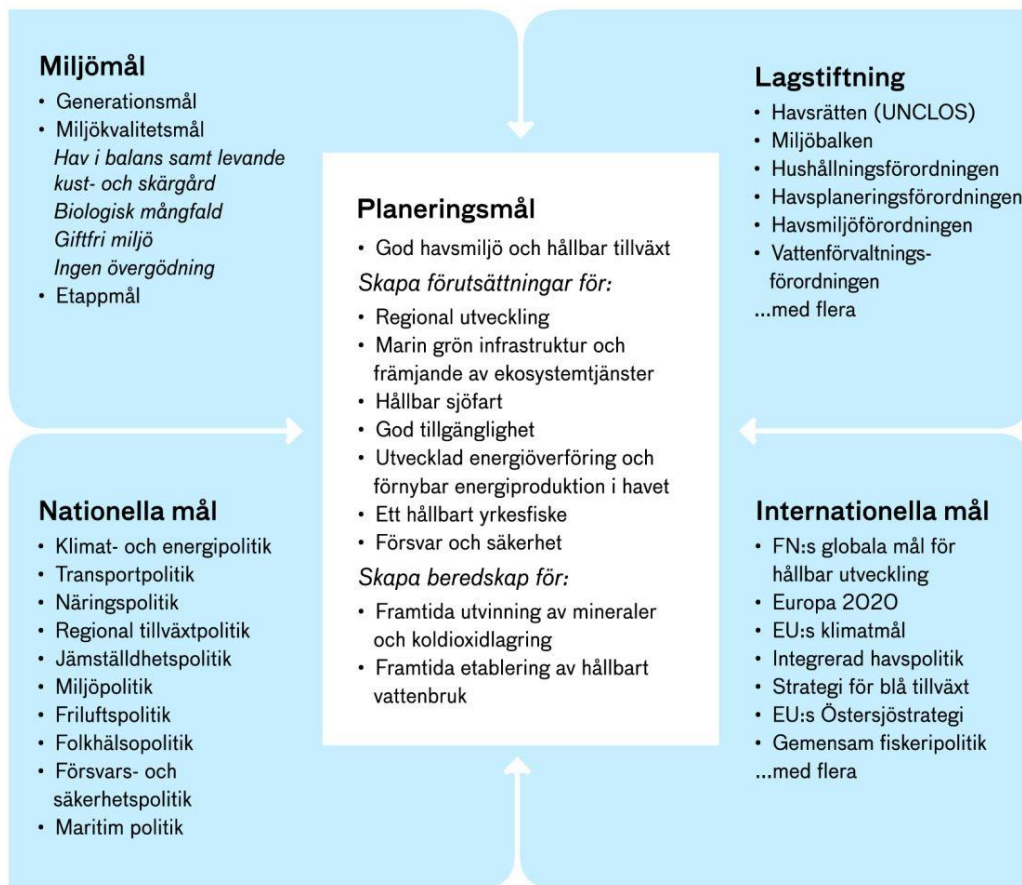 Miljömål
• Generationsmål
• Miljökvalitetsmål
Hav i balans samt levande
kust- och skärgård
Biologisk mångfald
Giftfri miljö
Ingen övergödning
• Etappmål
Lagstiftning
• Havsrätten (UNCLOS)
• Miljöbalken
• Hushållningsförordningen
• Havsplaneringsförordningen
• Havsmiljöförordningen
• Vattenförvaltnings-
förordningen
...med flera
Planeringsmål
• God havsmiljö och hållbar tillväxt
Skapa förutsättningar för:
• Regional utveckling
• Marin grön infrastruktur och
främjande av ekosystemtjänster
• Hållbar sjöfart
• God tillgänglighet
• Utvecklad energiöverföring och
förnybar energiproduktion i havet
• Ett hållbart yrkesfiske
• Försvar och säkerhet
Skapa beredskap för:
• Framtida utvinning av mineraler
och koldioxidlagring
• Framtida etablering av hållbart
vattenbruk
Nationella mål
• Klimat- och energipolitik
• Transportpolitik
• Näringspolitik
• Regional tillväxtpolitik
• Jämställdhetspolitik
• Miljöpolitik
• Friluftspolitik
• Folkhälsopolitik
• Försvars- och
säkerhetspolitik
• Maritim politik
Internationella mål
• FN:s globala mål för
hållbar utveckling
• Europa 2020
• EU:s klimatmål
• Integrerad havspolitik
• Strategi för blå tillväxt
• EU:s Östersjöstrategi
• Gemensam fiskeripolitik
...med flera